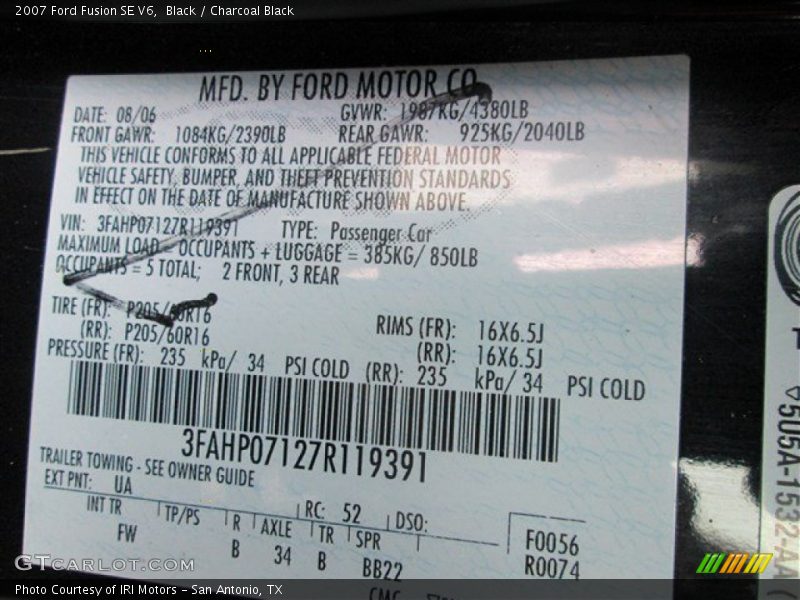 2007 Ford Fusion SE V6,  Black / Charcoal Black
MFD. BY FORD MOTOR CO.
DATE: 08/06 GVWR: 1987KG/4380LB
FRONT GAWR: 1084KG/2390LB REAR GAWR: 925KG/2040LB
THIS VEHICLE CONFORMS TO ALL APPLICABLE FEDERAL MOTOR
VEHICLE SAFETY, BUMPER, AND THEFT PREVENTION STANDARDS
IN EFFECT ON THE DATE OF MANUFACTURE SHOWN ABOVE.
VIN: 3FAHP07127R119391 TYPE: Passenger Car
MAXIMUM LOAD = OCCUPANTS + LUGGAGE = 385KG/ 850LB
OCCUPANTS = 5 TOTAL; 2 FRONT, 3 REAR
TIRE (FR): P205/60R16 RIMS (FR): 16X6.5J
(RR): P205/60R16 (RR): 16X6.5J
PRESSURE (FR): 235 kPa/ 34 PSI COLD (RR): 235 kPa/ 34 PSI COLD
3FAHP07127R119391
TRAILER TOWING - SEE OWNER GUIDE
EXT PNT: UA RC: 52 DSO:
INT TR TP/PS R AXLE TR SPR F0056
FW B 34 B BB22 R0074
5U5A-1532-AA
GTcarlot.com
Photo Courtesy of IRI Motors – San Antonio, TX